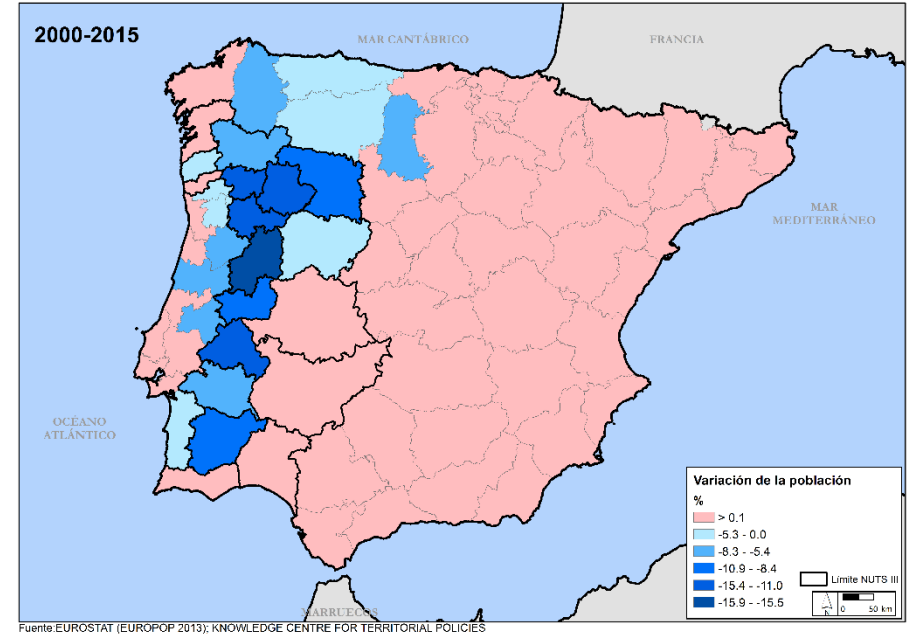 2000-2015
MAR CANTÁBRICO
FRANCIA
MAR
MEDITERRÁNEO
OCÉANO
ATLÁNTICO
MARRUECOS
Variación de la población
%
> 0.1
-5.3 - 0.0
-8.3 - -5.4
-10.9 - -8.4
-15.4 - -11.0
-15.9 - -15.5
Límite NUTS III
N
0 50 km
Fuente:EUROSTAT (EUROPOP 2013); KNOWLEDGE CENTRE FOR TERRITORIAL POLICIES